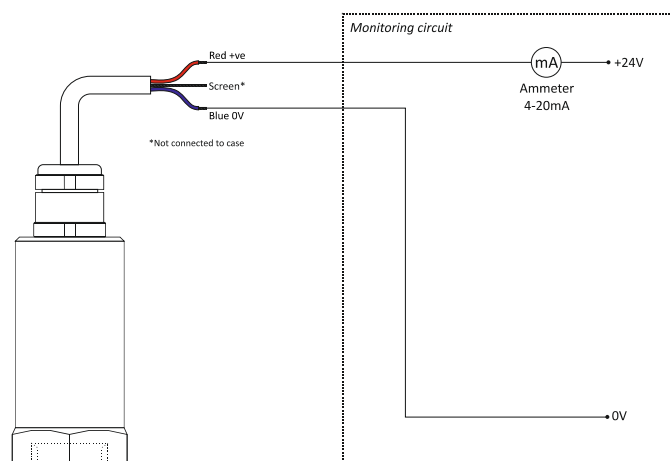 Monitoring circuit
Red +ve
mA
+24V
Screen*
Ammeter
4-20mA
Blue 0V
*Not connected to case
0V